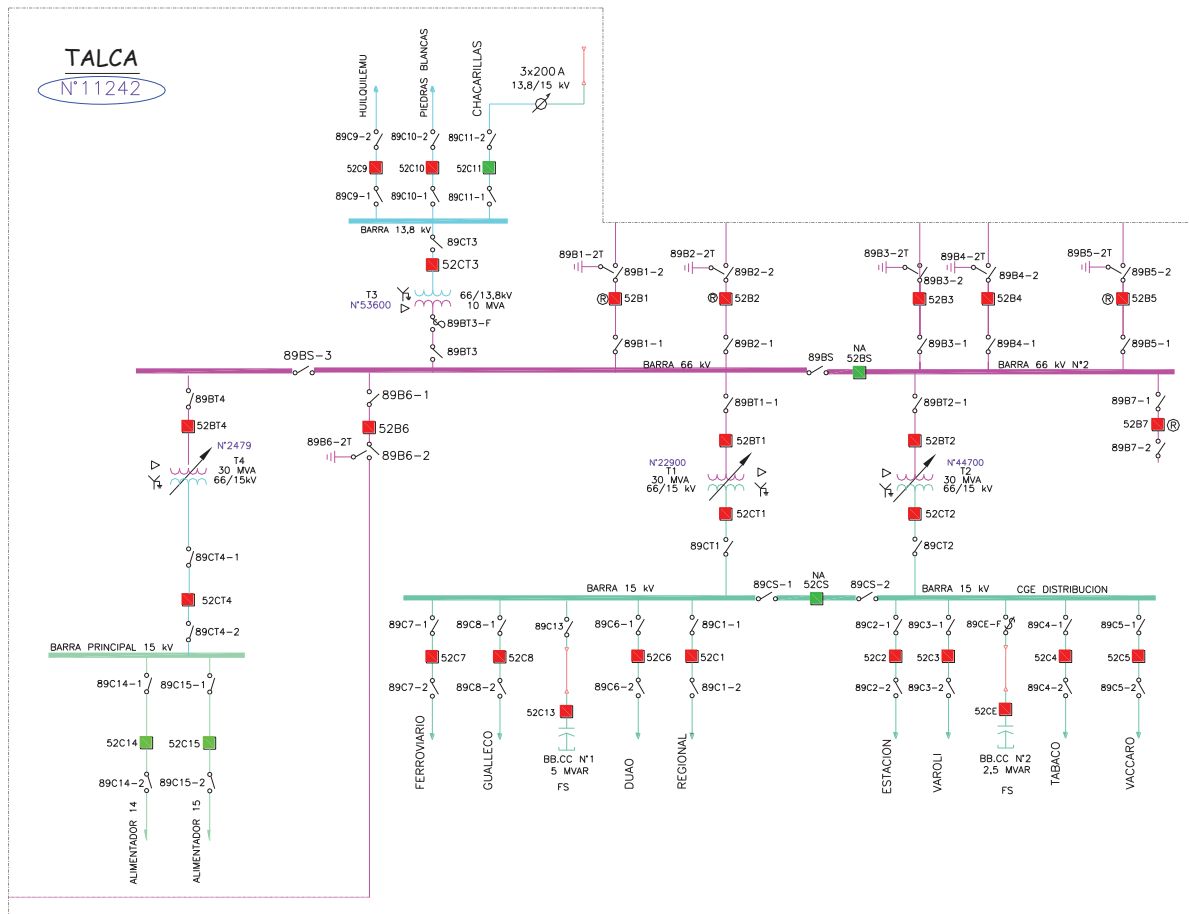 TALCA
N°11242
HUILQUILEMU
PIEDRAS BLANCAS
CHACARILLAS
3x200 A
13,8/15 kV
89C9-2
89C10-2
89C11-2
52C9
52C10
52C11
89C9-1
89C10-1
89C11-1
BARRA 13,8 kV
89CT3
52CT3
T3
N°53600
66/13,8kV
10 MVA
89BT3-F
89BT3
89B1-2T
89B1-2
R
52B1
89B1-1
89B2-2T
89B2-2
R
52B2
89B2-1
89B3-2T
89B3-2
52B3
89B3-1
89B4-2T
89B4-2
52B4
89B4-1
89B5-2T
89B5-2
R
52B5
89B5-1
89BS-3
BARRA 66 kV
89BS
NA
52BS
BARRA 66 kV N°2
89BT4
52BT4
N°2479
T4
30 MVA
66/15kV
89CT4-1
52CT4
89CT4-2
89B6-1
52B6
89B6-2T
89B6-2
89BT1-1
52BT1
N°22900
T1
30 MVA
66/15 kV
52CT1
89CT1
89BT2-1
52BT2
N°44700
T2
30 MVA
66/15 kV
52CT2
89CT2
89B7-1
52B7
R
89B7-2
BARRA 15 kV
89CS-1
NA
52CS
89CS-2
BARRA 15 kV
CGE DISTRIBUCION
89C7-1
89C8-1
89C13
89C6-1
89C1-1
89C2-1
89C3-1
89CE-F
89C4-1
89C5-1
52C7
52C8
52C6
52C1
52C2
52C3
52C4
52C5
89C7-2
89C8-2
89C6-2
89C1-2
89C2-2
89C3-2
89C4-2
89C5-2
52C13
52CE
FERROVIARIO
GUALLECO
BB.CC N°1
5 MVAR
FS
DUAO
REGIONAL
ESTACION
VAROLI
BB.CC N°2
2,5 MVAR
FS
TABACO
VACCARO
BARRA PRINCIPAL 15 kV
89C14-1
89C15-1
52C14
52C15
89C14-2
89C15-2
ALIMENTADOR 14
ALIMENTADOR 15